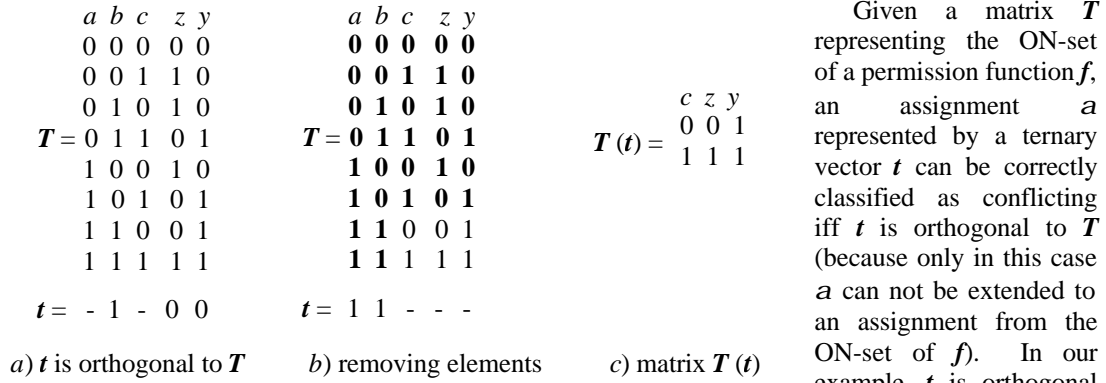 a b c z y
0 0 0 0 0
0 0 1 1 0
0 1 0 1 0
T = 0 1 1 0 1
1 0 0 1 0
1 0 1 0 1
1 1 0 0 1
1 1 1 1 1
t = - 1 - 0 0
a) t is orthogonal to T
a b c z y
0 0 0 0 0
0 0 1 1 0
0 1 0 1 0
T = 0 1 1 0 1
1 0 0 1 0
1 0 1 0 1
1 1 0 0 1
1 1 1 1 1
t = 1 1 - - -
b) removing elements
c z y
T (t) = 0 0 1
1 1 1
c) matrix T (t)
Given a matrix T
representing the ON-set
of a permission function f,
an assignment a
represented by a ternary
vector t can be correctly
classified as conflicting
iff t is orthogonal to T
(because only in this case
a can not be extended to
an assignment from the
ON-set of f). In our
example, t is orthogonal